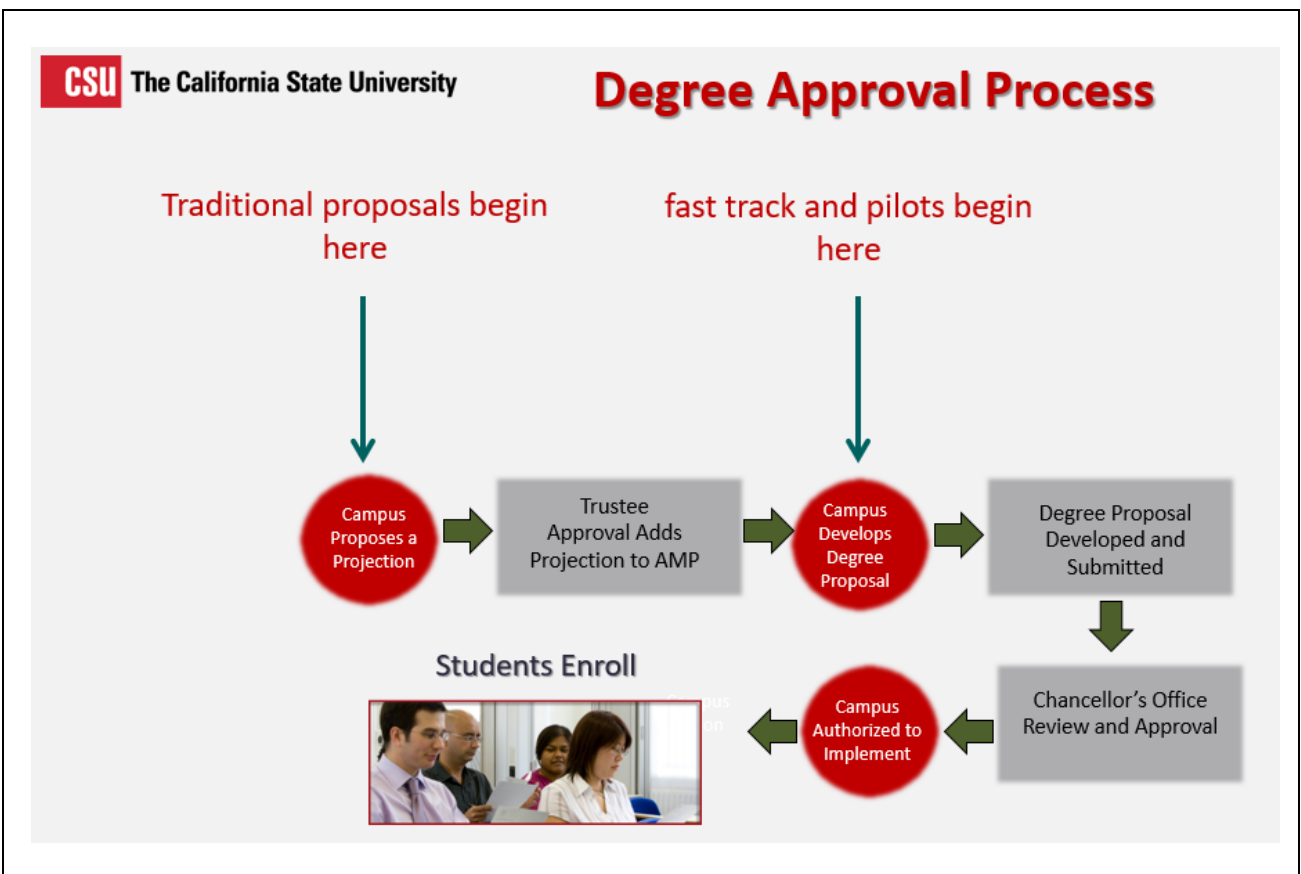 CSU The California State University
Degree Approval Process
Traditional proposals begin
here
fast track and pilots begin
here
Campus
Proposes a
Projection
Trustee
Approval Adds
Projection to AMP
Campus
Develops
Degree
Proposal
Degree Proposal
Developed and
Submitted
Chancellor's Office
Review and Approval
Campus
Authorized to
Implement
Students Enroll